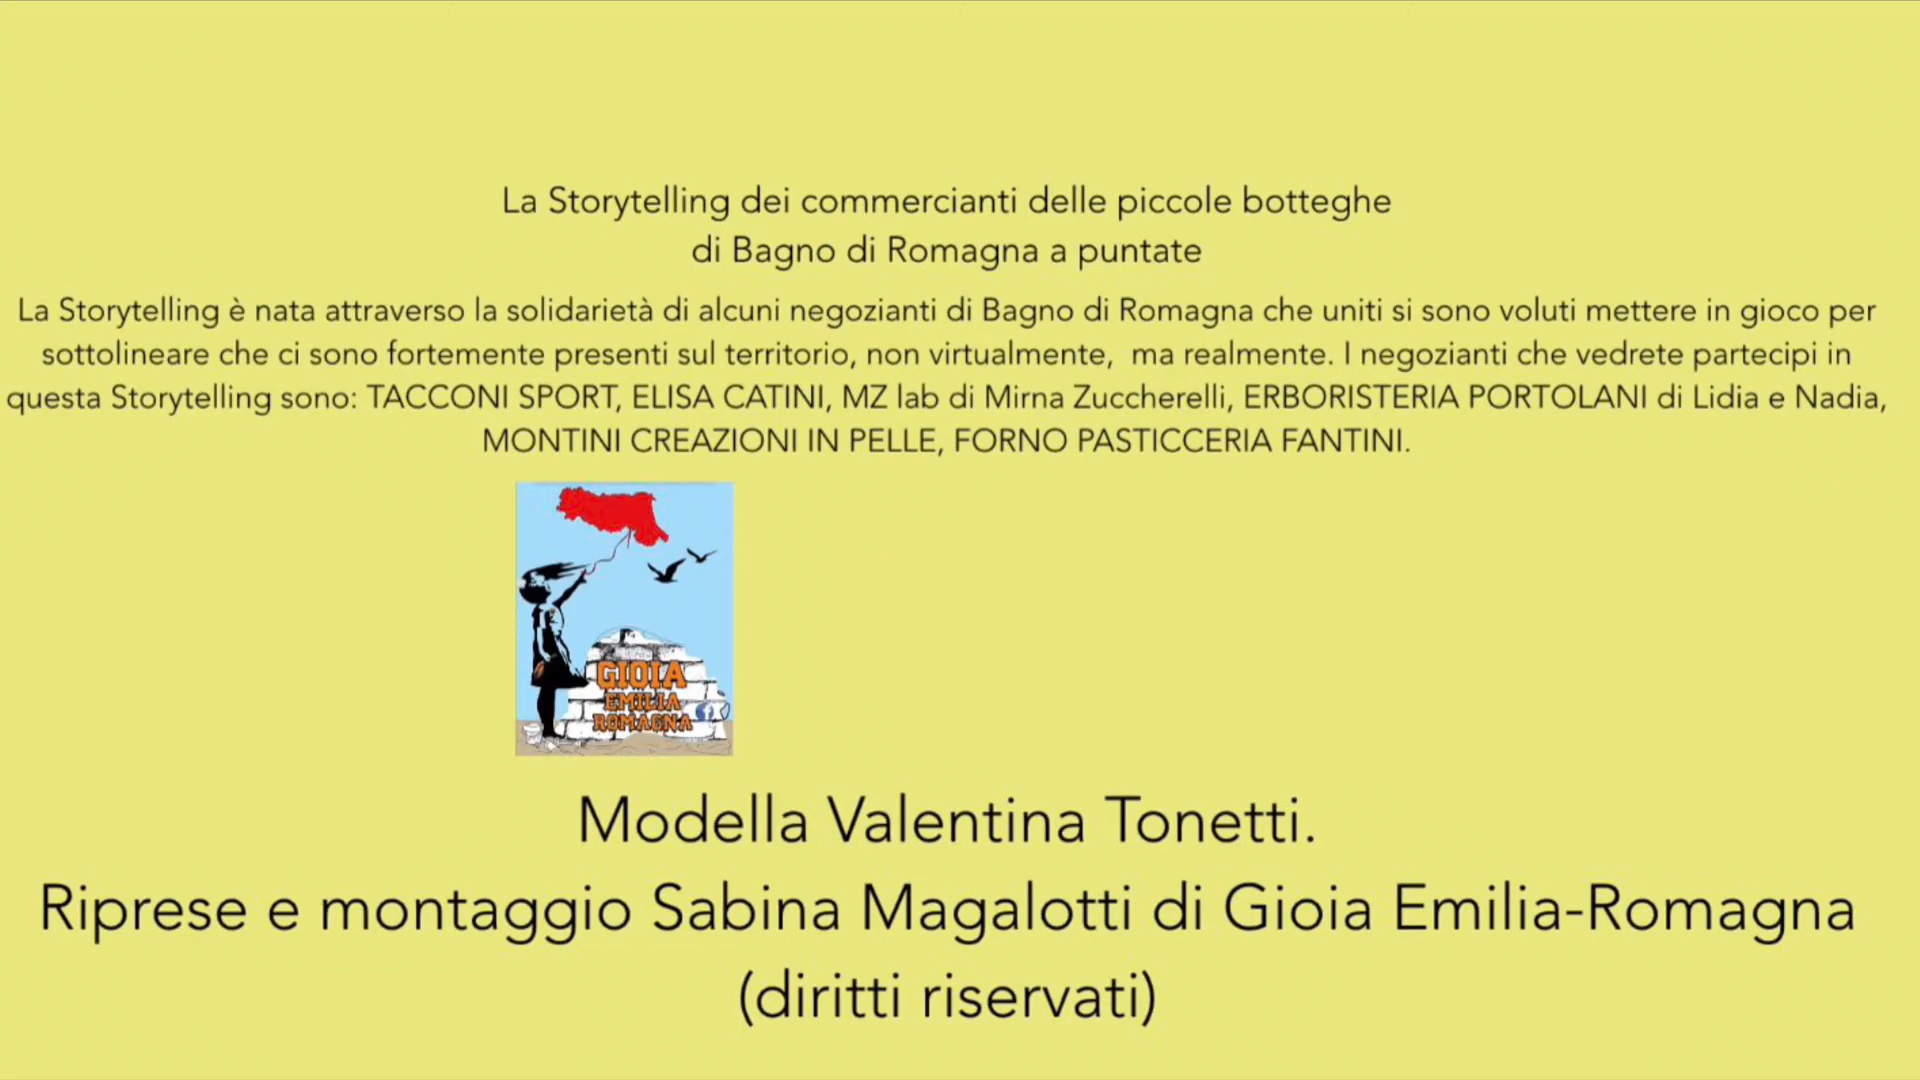 La Storytelling dei commercianti delle piccole botteghe
di Bagno di Romagna a puntate
La Storytelling è nata attraverso la solidarietà di alcuni negozianti di Bagno di Romagna che uniti si sono voluti mettere in gioco per
sottolineare che ci sono fortemente presenti sul territorio, non virtualmente,  ma realmente. I negozianti che vedrete partecipi in
questa Storytelling sono: TACCONI SPORT, ELISA CATINI, MZ lab di Mirna Zuccherelli, ERBORISTERIA PORTOLANI di Lidia e Nadia,
MONTINI CREAZIONI IN PELLE, FORNO PASTICCERIA FANTINI.
GIOIA
EMILIA
ROMAGNA
Modella Valentina Tonetti.
Riprese e montaggio Sabina Magalotti di Gioia Emilia-Romagna
(diritti riservati)